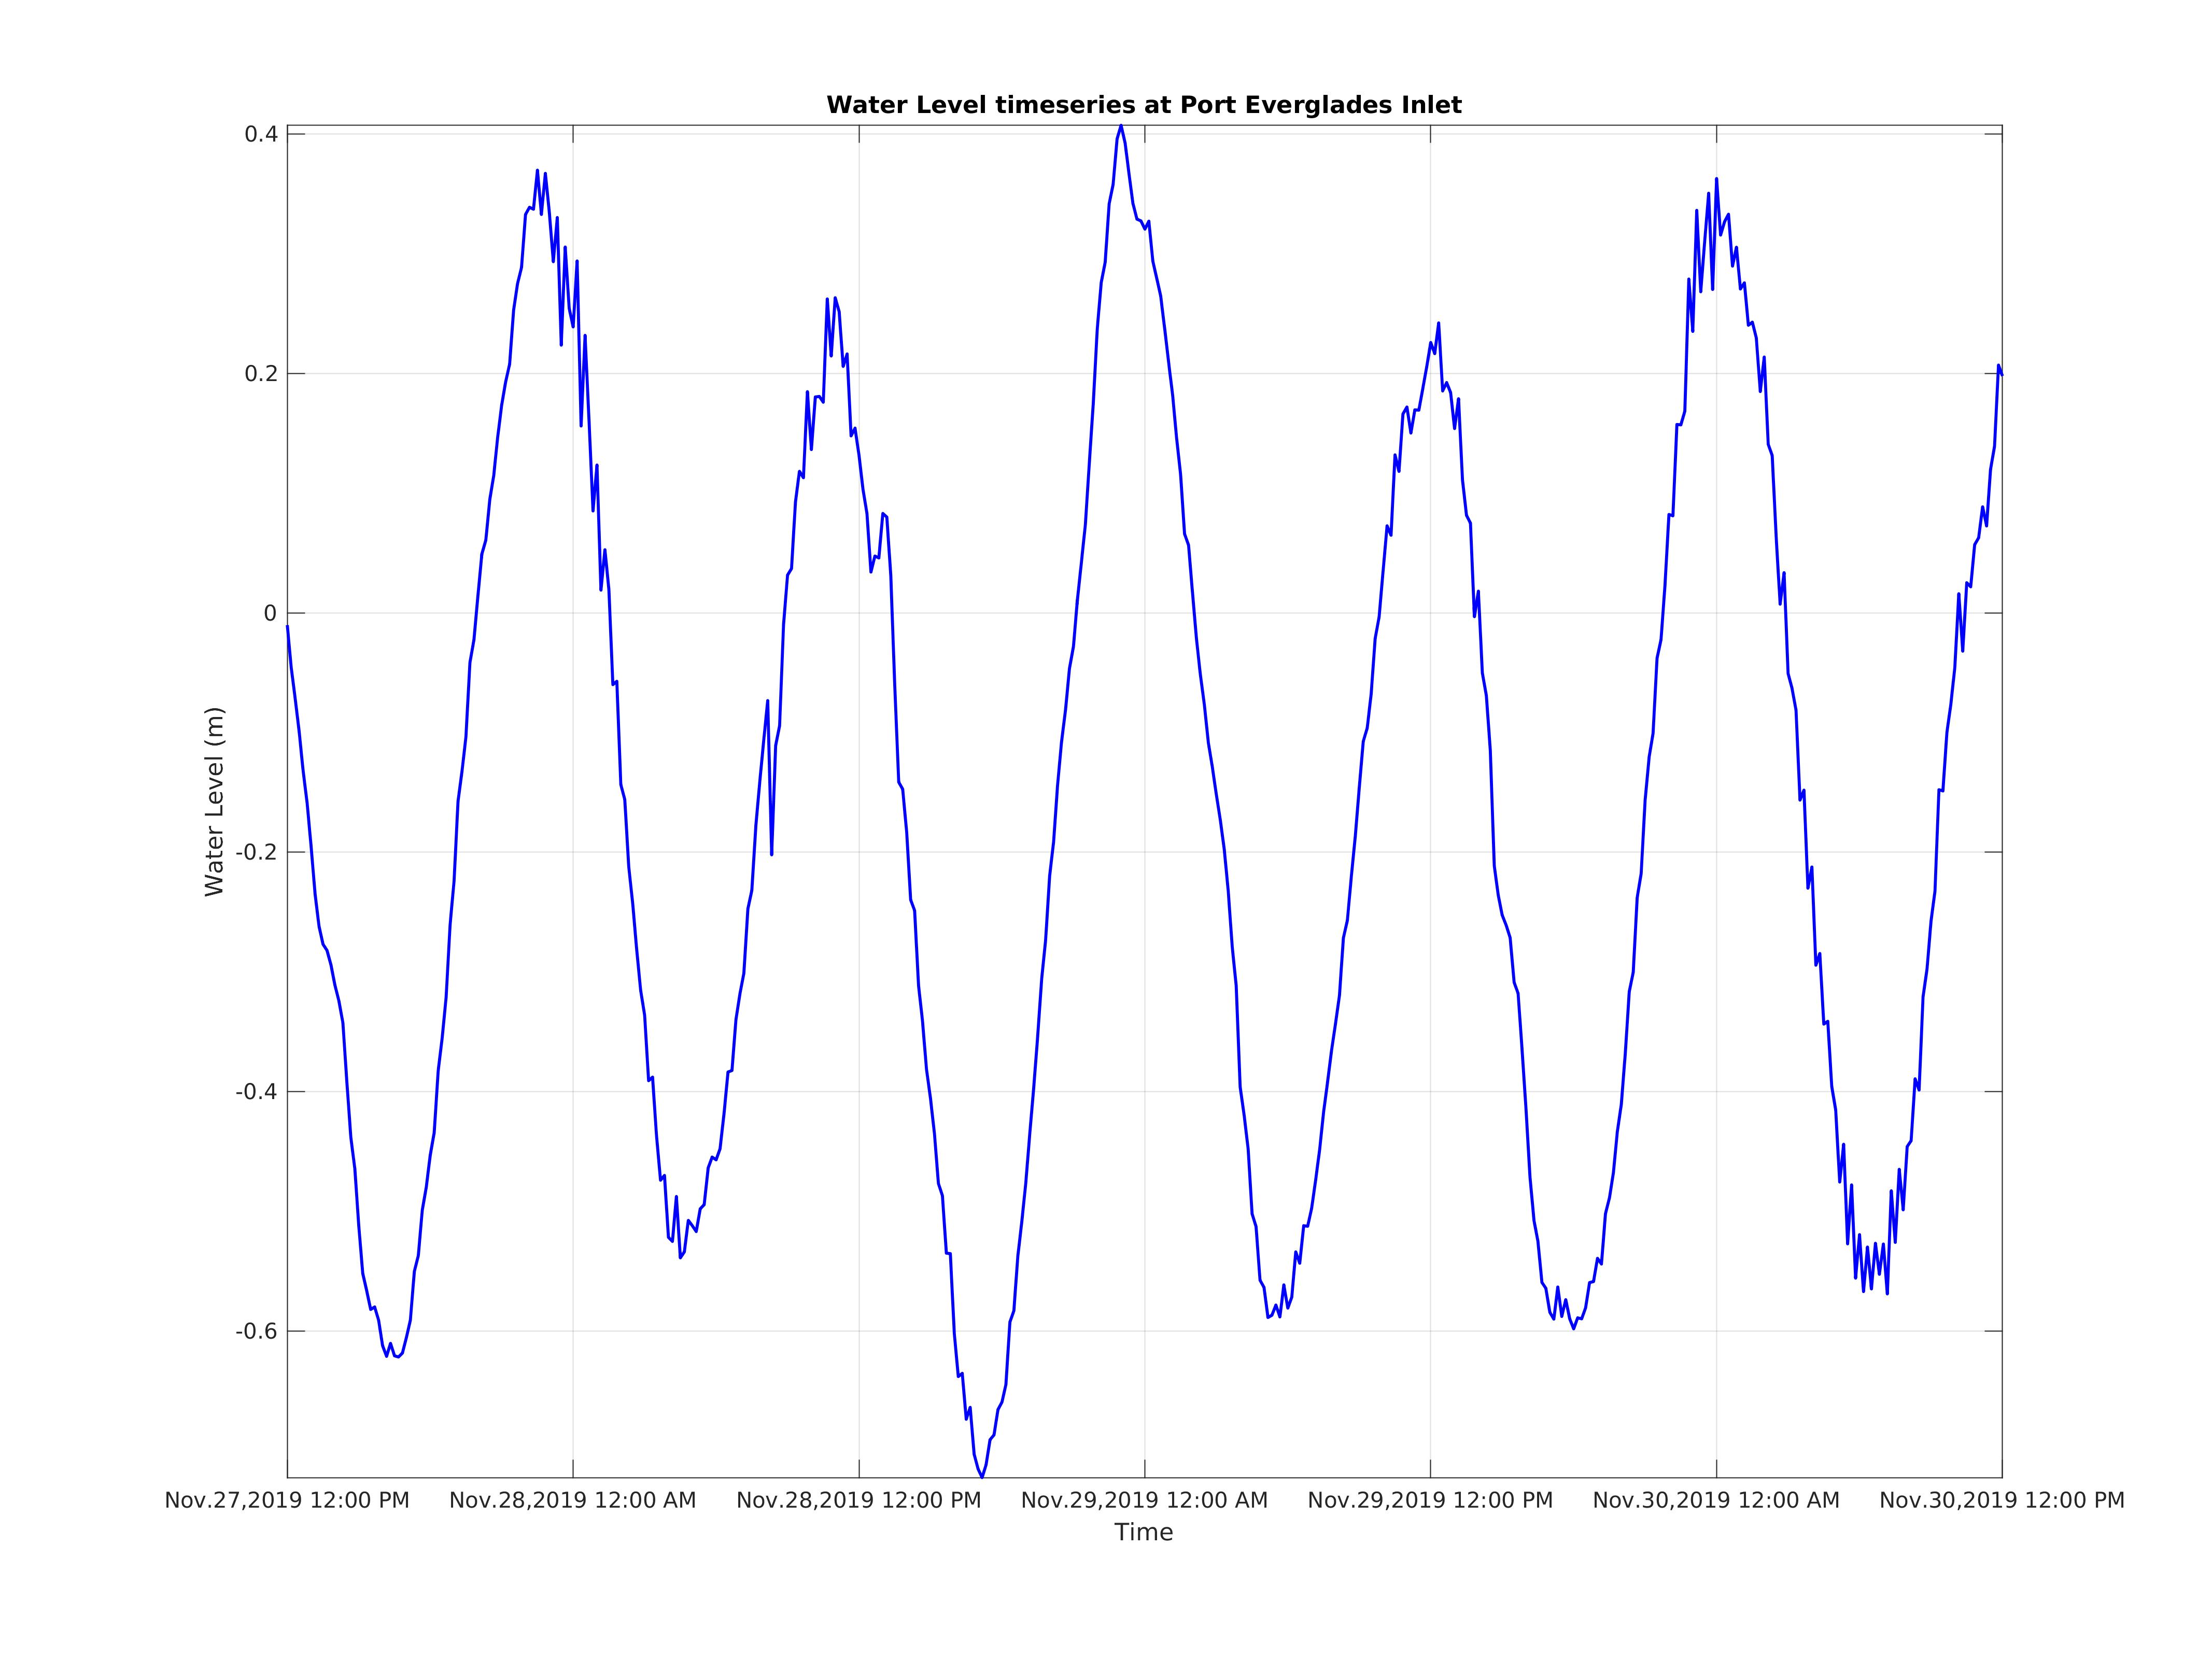 Water Level timeseries at Port Everglades Inlet
0.4
0.2
0
-0.2
-0.4
-0.6
Water Level (m)
Nov.27,2019 12:00 PM Nov.28,2019 12:00 AM Nov.28,2019 12:00 PM Nov.29,2019 12:00 AM Nov.29,2019 12:00 PM Nov.30,2019 12:00 AM Nov.30,2019 12:00 PM
Time